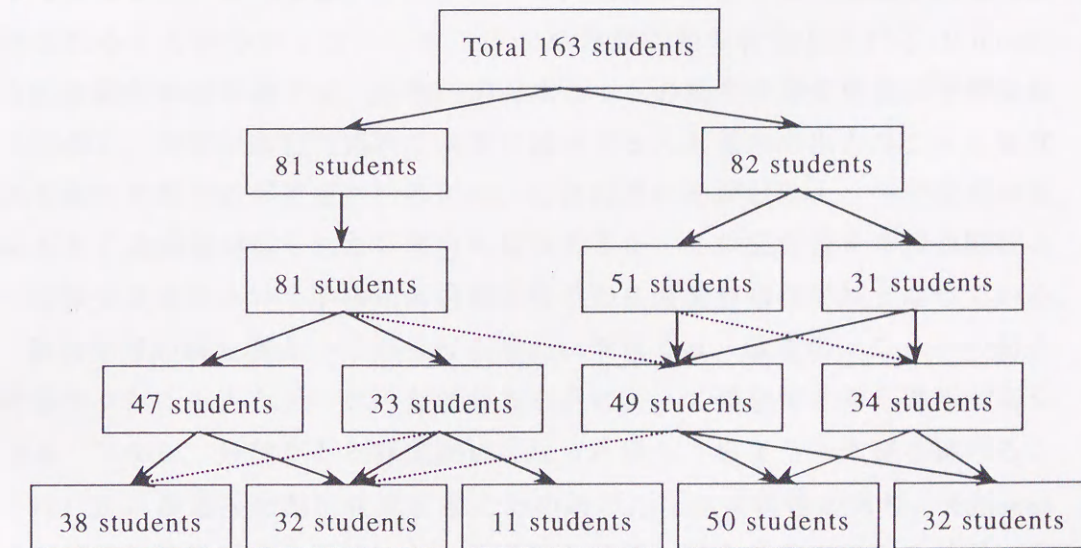 Total 163 students
81 students
82 students
81 students
51 students
31 students
47 students
33 students
49 students
34 students
38 students
32 students
11 students
50 students
32 students